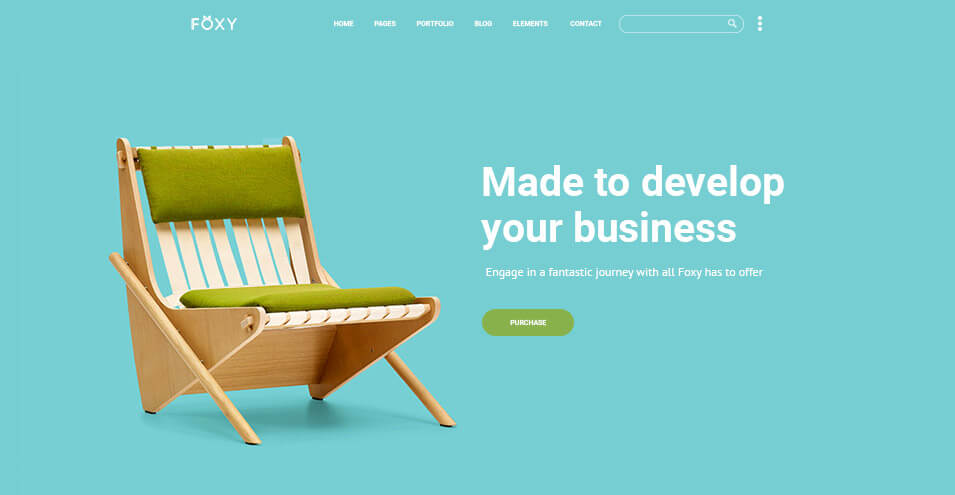 FOXY
HOME PAGES PORTFOLIO BLOG ELEMENTS CONTACT
Made to develop
your business
Engage in a fantastic journey with all Foxy has to offer
PURCHASE